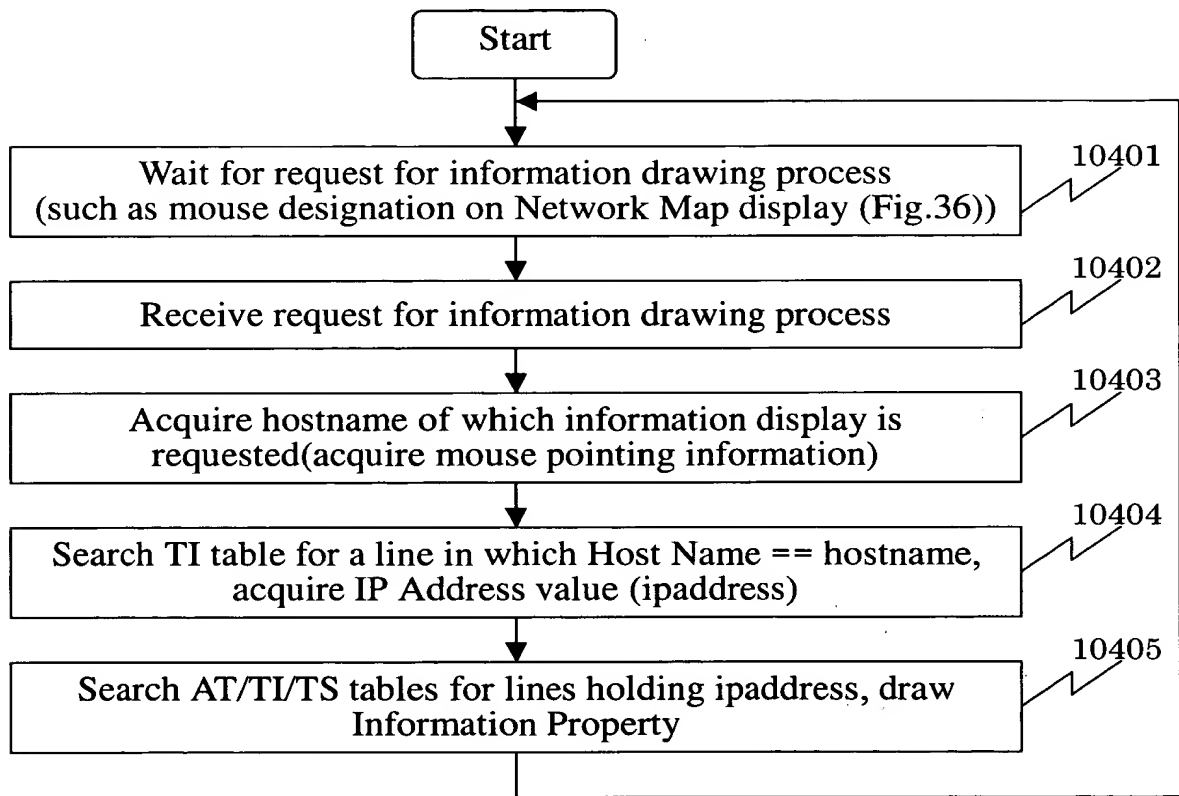 Start
Wait for request for information drawing process
(such as mouse designation on Network Map display (Fig.36))
10401
Receive request for information drawing process
10402
Acquire hostname of which information display is
requested(acquire mouse pointing information)
10403
Search TI table for a line in which Host Name == hostname,
acquire IP Address value (ipaddress)
10404
Search AT/TI/TS tables for lines holding ipaddress, draw
Information Property
10405